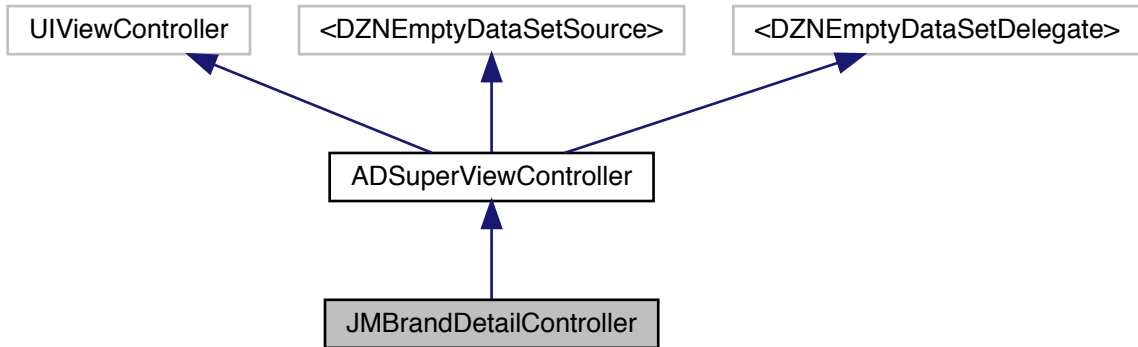 UIViewController
<DZNEmptyDataSetSource>
<DZNEmptyDataSetDelegate>
ADSuperViewController
JMBrandDetailController